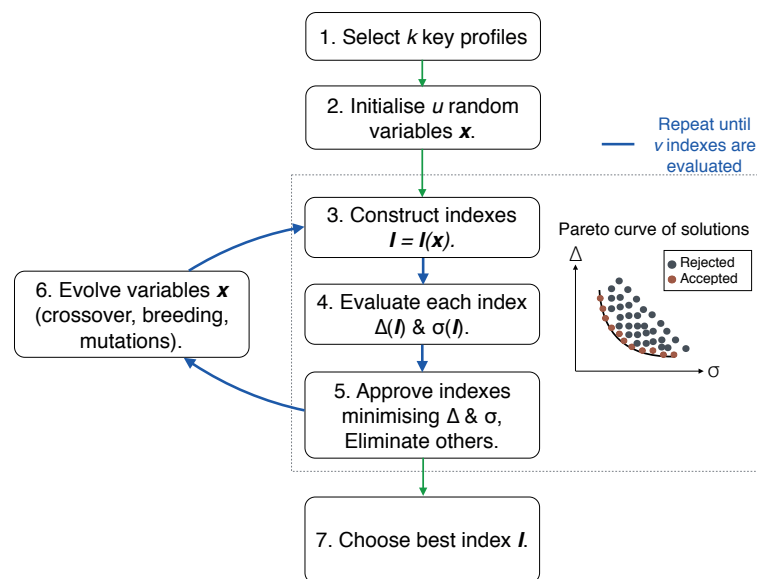 1. Select k key profiles
2. Initialise u random
variables x.
Repeat until
v indexes are
evaluated
3. Construct indexes
I = I(x).
Pareto curve of solutions
Δ
Rejected
Accepted
σ
4. Evaluate each index
Δ(I) & σ(I).
6. Evolve variables x
(crossover, breeding,
mutations).
5. Approve indexes
minimising Δ & σ,
Eliminate others.
7. Choose best index I.